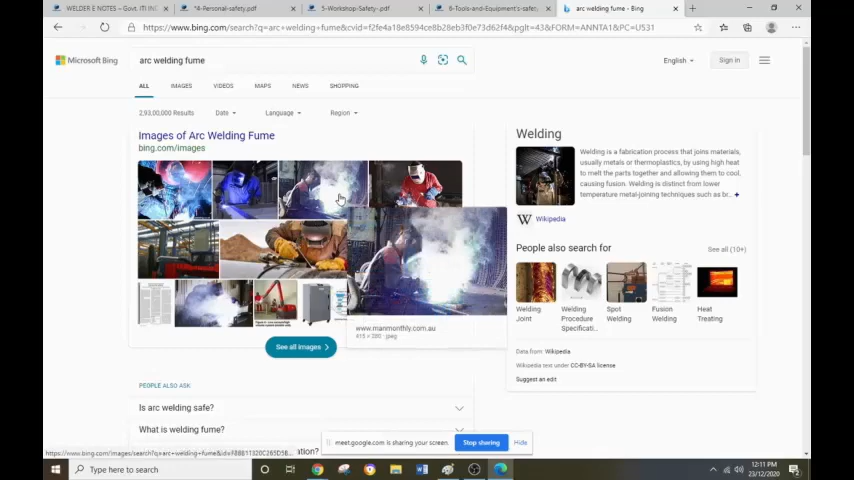 WELDER E NOTES – Govt. ITI INC
*4-Personal-safety.pdf
5-Workshop-Safety-.pdf
6-Tools-and-Equipment's-safety.
arc welding fume - Bing
https://www.bing.com/search?q=arc+welding+fume&cvid=f2fe4a18e8594ce8b28eb3f0e73d62f4&pglt=43&FORM=ANNTA1&PC=US31
Microsoft Bing
arc welding fume
English
Sign in
ALL
IMAGES
VIDEOS
MAPS
NEWS
SHOPPING
2,93,00,000 Results
Date
Language
Region
Images of Arc Welding Fume
bing.com/images
www.manmonthly.com.au
See all images
PEOPLE ALSO ASK
Is arc welding safe?
What is welding fume?
Welding
Welding is a fabrication process that joins materials,
usually metals or thermoplastics, by using high heat
to melt the parts together and allowing them to cool,
causing fusion. Welding is distinct from lower
temperature metal-joining techniques such as br...
Wikipedia
People also search for
See all (10+)
Welding Joint
Welding Procedure Specificati...
Spot Welding
Fusion Welding
Heat Treating
Data from: Wikipedia
Wikipedia text under CC-BY-SA license
Suggest an edit
meet.google.com is sharing your screen.
Stop sharing
Hide
Type here to search
12:11 PM
23/12/2020